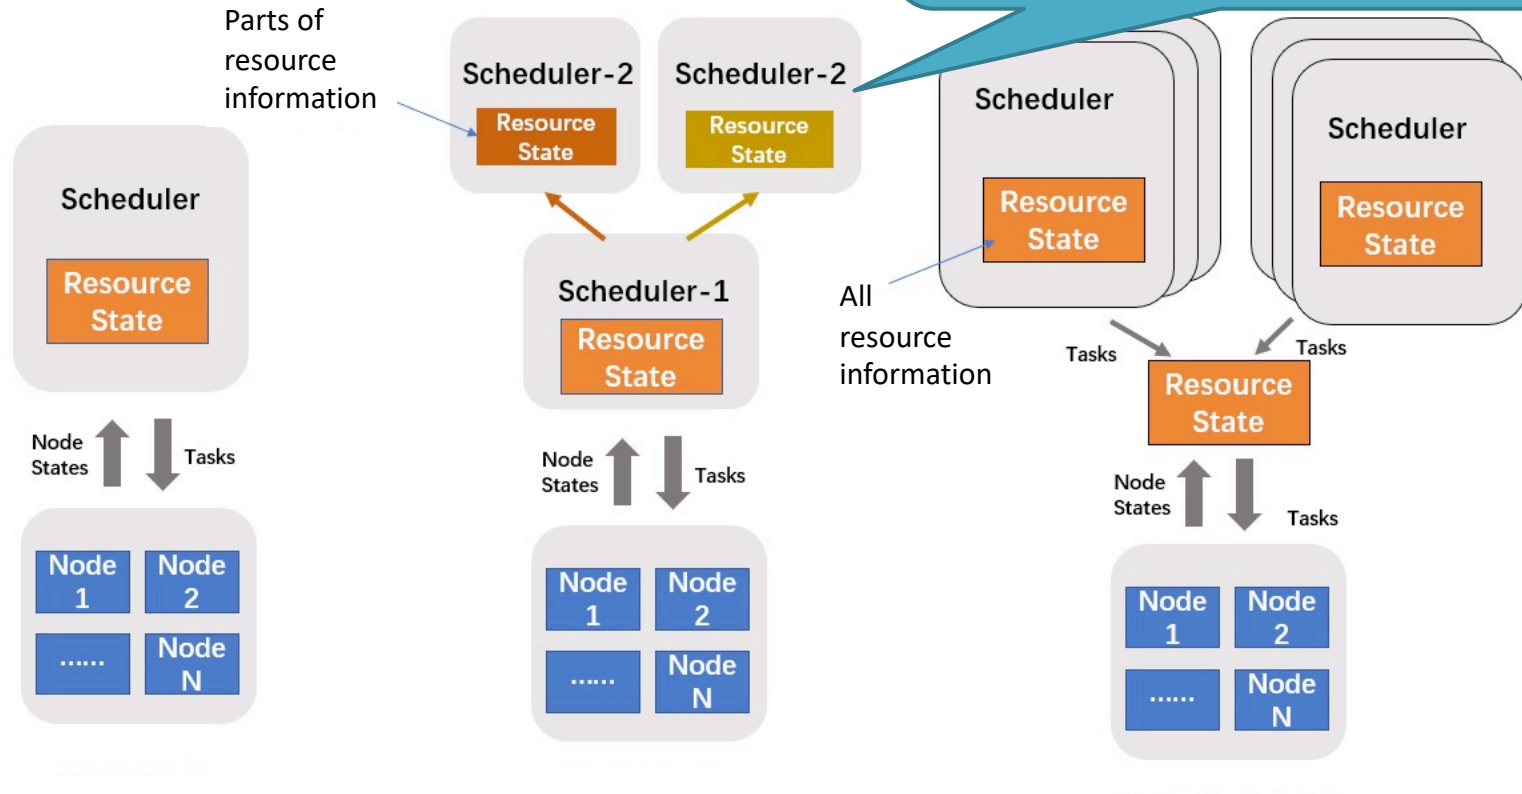 Scheduler
Resource
State
Node
States
Tasks
Node
1
Node
2
......
Node
N
Parts of
resource
information
Scheduler-2
Resource
State
Scheduler-2
Resource
State
Scheduler-1
Resource
State
Node
States
Tasks
Node
1
Node
2
......
Node
N
Scheduler
Resource
State
All
resource
information
Scheduler
Resource
State
Tasks
Tasks
Resource
State
Node
States
Tasks
Node
1
Node
2
......
Node
N